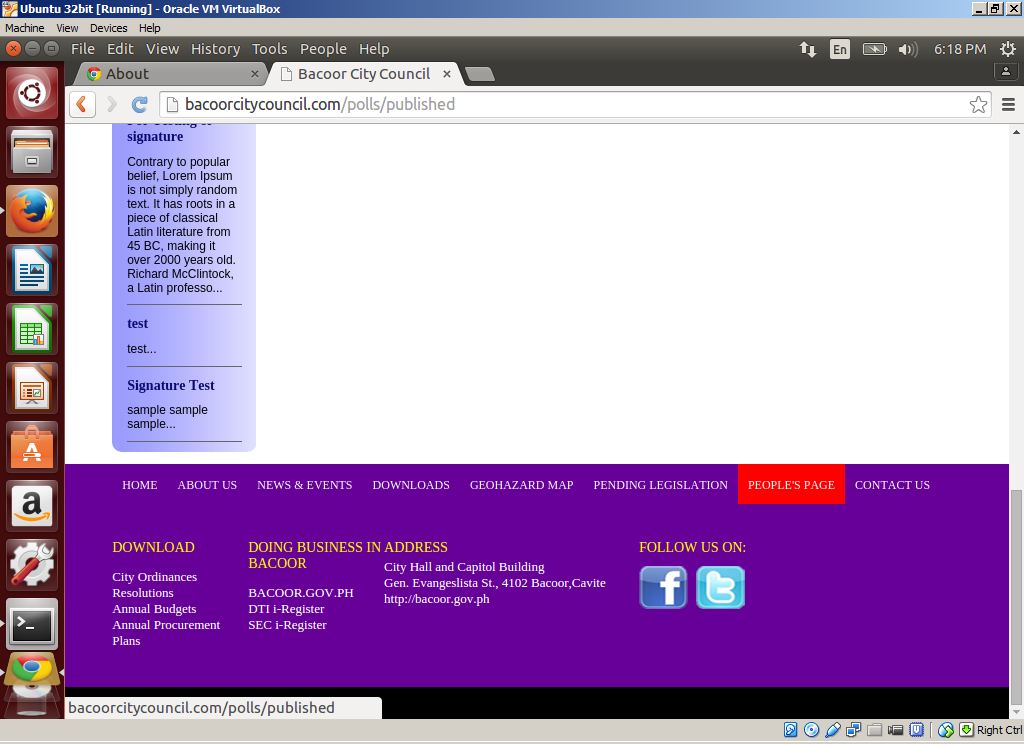 Ubuntu 32bit [Running] - Oracle VM VirtualBox
Machine View Devices Help
File Edit View History Tools People Help
En
6:18 PM
About
Bacoor City Council
bacoorcitycouncil.com/polls/published
signature
Contrary to popular
belief, Lorem Ipsum
is not simply random
text. It has roots in a
piece of classical
Latin literature from
45 BC, making it
over 2000 years old.
Richard McClintock,
a Latin professo...
test
test...
Signature Test
sample sample
sample...
HOME ABOUT US NEWS & EVENTS DOWNLOADS GEOHAZARD MAP PENDING LEGISLATION PEOPLE'S PAGE CONTACT US
DOWNLOAD
City Ordinances
Resolutions
Annual Budgets
Annual Procurement
Plans
DOING BUSINESS IN
BACOOR
BACOOR.GOV.PH
DTI i-Register
SEC i-Register
ADDRESS
City Hall and Capitol Building
Gen. Evangeslista St., 4102 Bacoor,Cavite
http://bacoor.gov.ph
FOLLOW US ON:
bacoorcitycouncil.com/polls/published
Right Ctrl